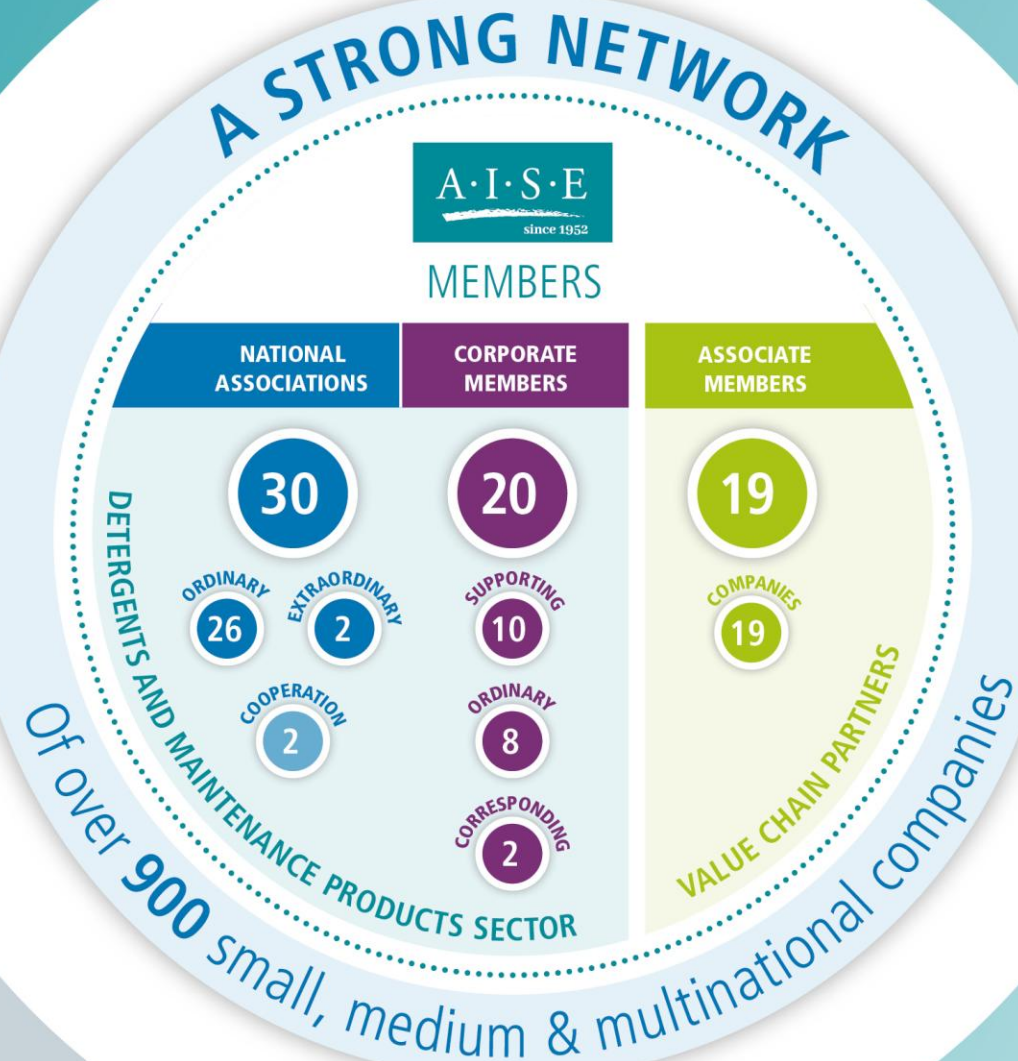 A STRONG NETWORK
A·I·S·E
since 1952
MEMBERS
NATIONAL
ASSOCIATIONS
30
ORDINARY
26
EXTRAORDINARY
2
COOPERATION
2
CORPORATE
MEMBERS
20
SUPPORTING
10
ORDINARY
8
CORRESPONDING
2
DETERGENTS AND MAINTENANCE PRODUCTS SECTOR
ASSOCIATE
MEMBERS
19
COMPANIES
19
VALUE CHAIN PARTNERS
Of over 900 small, medium & multinational companies